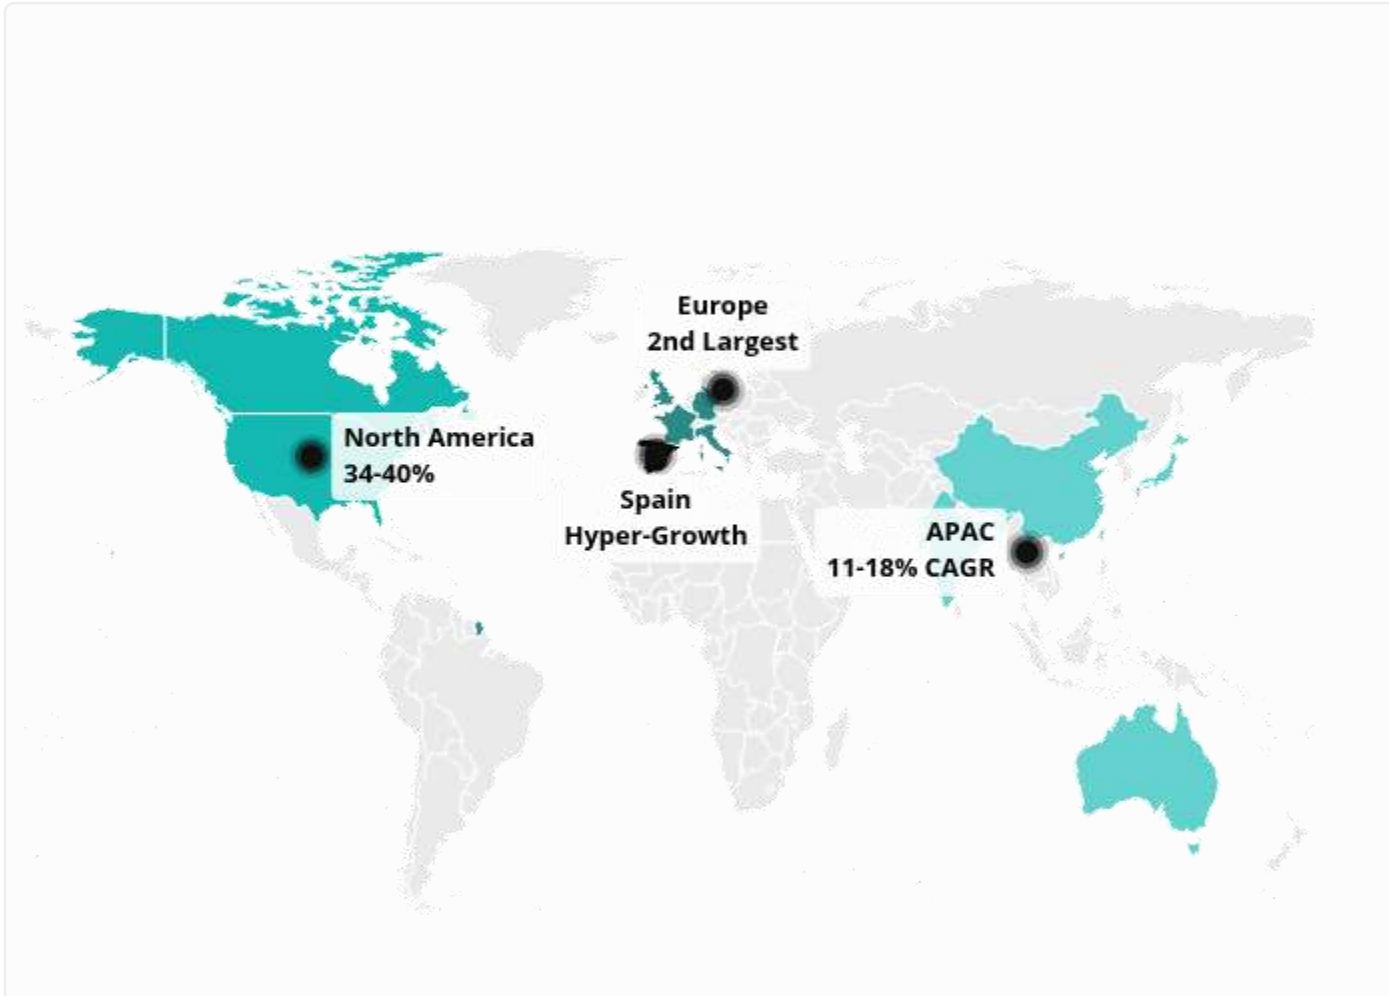 Europe
2nd Largest
North America
34-40%
Spain
Hyper-Growth
APAC
11-18% CAGR